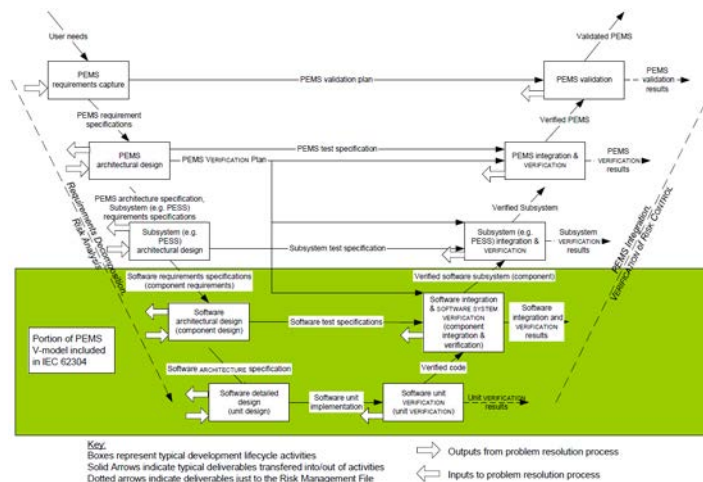 User needs
Validated PEMS
PEMS
requirements capture
PEMS validation plan
PEMS validation
PEMS
validation
results
PEMS requirement
specifications
Verified PEMS
PEMS
architectural design
PEMS test specification
PEMS VERIFICATION Plan
PEMS integration &
VERIFICATION
PEMS
VERIFICATION
results
PEMS architecture specification,
Subsystem (e.g. PESS)
requirements specifications
Verified Subsystem
Requirements Decomposition,
Risk Analysis
Subsystem (e.g.
PESS) architectural
design
Subsystem test specification
Subsystem (e.g.
PESS) integration &
VERIFICATION
Subsystem
VERIFICATION
results
PEMS Integration,
VERIFICATION of RISK CONTROL
Software requirements specifications
(component requirements)
Verified software subsystem (component)
Portion of PEMS
V-model included
in IEC 62304
Software
architectural design
(component design)
Software test specifications
Software integration
& SOFTWARE SYSTEM
VERIFICATION
(component
integration &
verification)
Software
integration and
VERIFICATION
results
Software ARCHITECTURE specification
Verified code
Software detailed
design
(unit design)
Software unit
implementation
Software unit
VERIFICATION
(unit VERIFICATION)
Unit VERIFICATION
results
Key:
Boxes represent typical development lifecycle activities
Solid Arrows indicate typical deliverables transfered into/out of activities
Dotted arrows indicate deliverables just to the Risk Management File
Outputs from problem resolution process
Inputs to problem resolution process